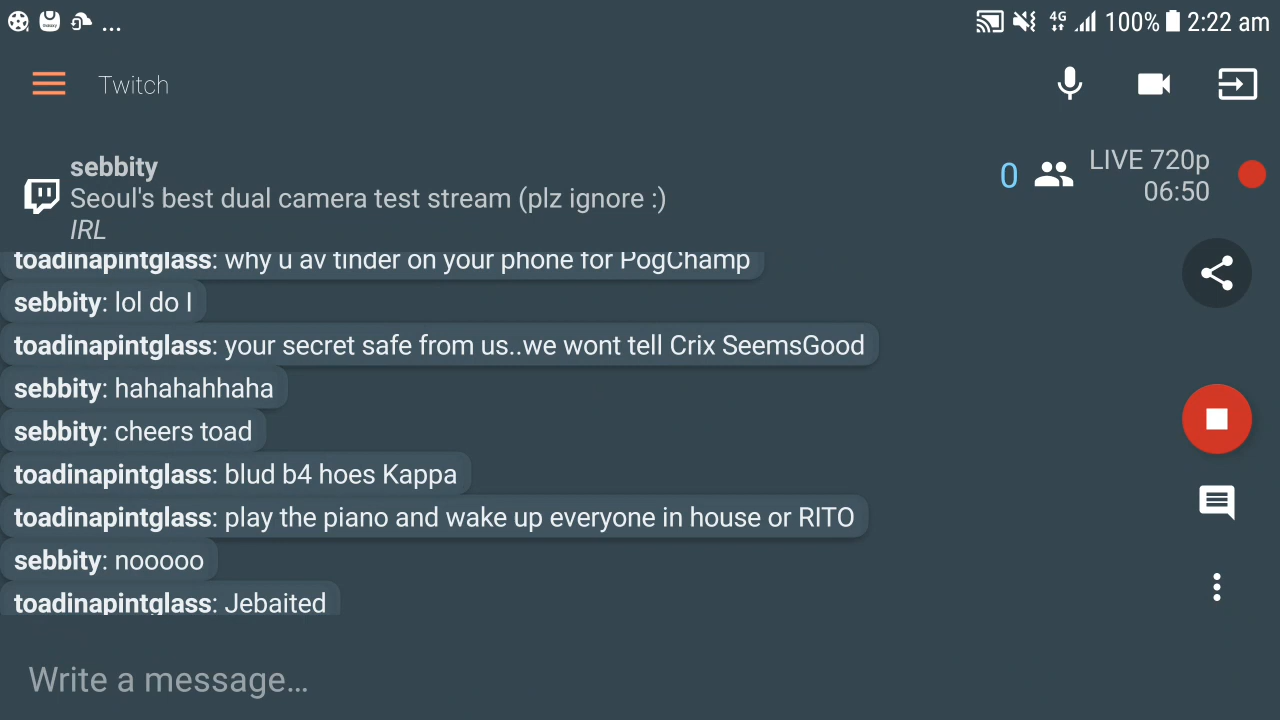 ... 4G 100% 2:22 am
Twitch
sebbity
Seoul's best dual camera test stream (plz ignore :)
IRL
0 LIVE 720p
06:50
toadinapintglass: why u av tinder on your phone for PogChamp
sebbity: lol do I
toadinapintglass: your secret safe from us..we wont tell Crix SeemsGood
sebbity: hahahahhaha
sebbity: cheers toad
toadinapintglass: blud b4 hoes Kappa
toadinapintglass: play the piano and wake up everyone in house or RITO
sebbity: nooooo
toadinapintglass: Jebaited
Write a message...